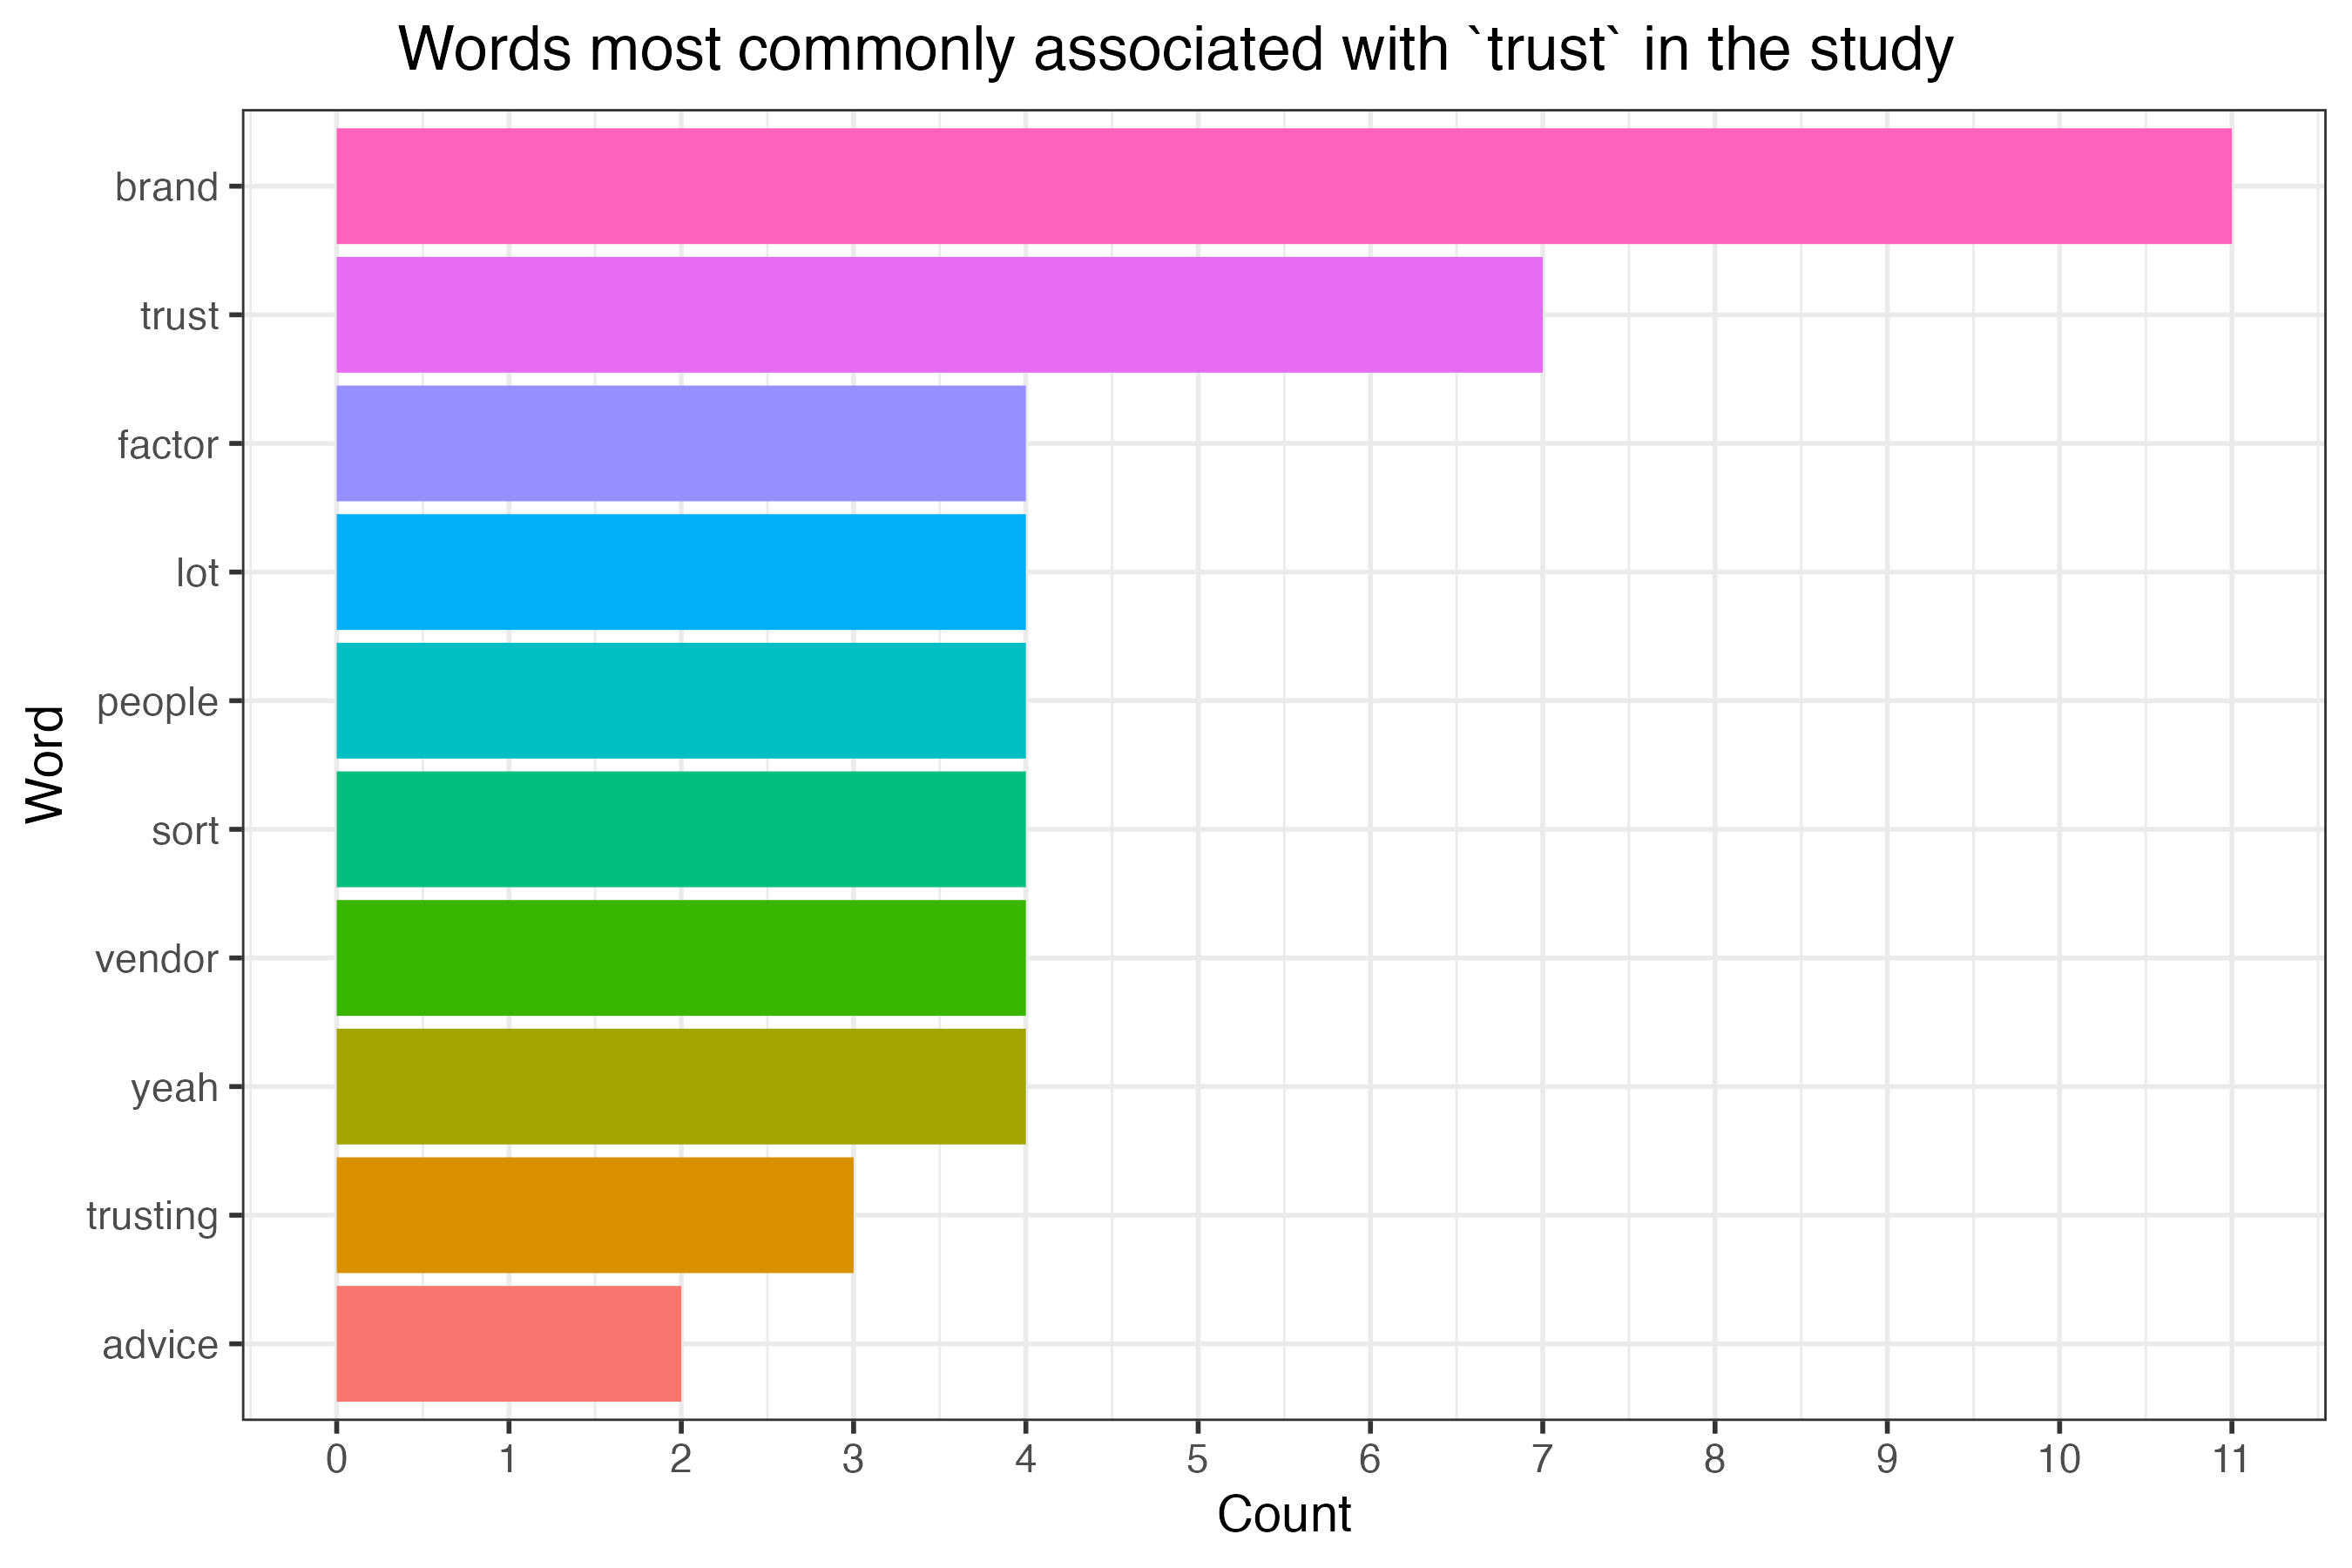 Words most commonly associated with `trust` in the study
brand
trust
factor
lot
people
sort
vendor
yeah
trusting
advice
Word
0 1 2 3 4 5 6 7 8 9 10 11
Count